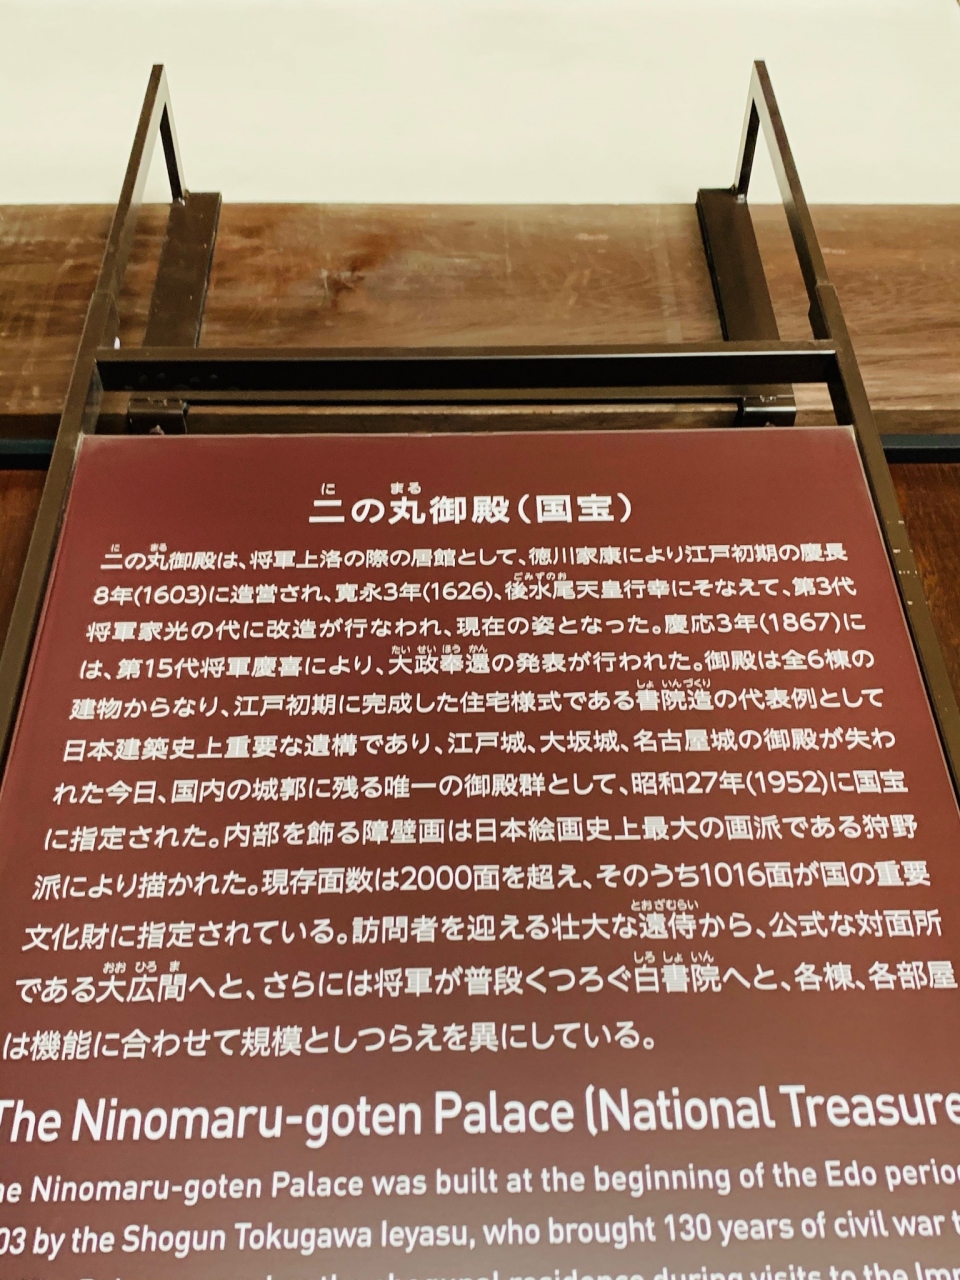 二の丸御殿(国宝)
二の丸御殿は、将軍上洛の際の居館として、徳川家康により江戸初期の慶長
8年(1603)に造営され、寛永3年(1626)、後水尾天皇行幸にそなえて、第3代
将軍家光の代に改造が行なわれ、現在の姿となった。慶応3年(1867)に
は、第15代将軍慶喜により、大政奉還の発表が行われた。御殿は全6棟の
建物からなり、江戸初期に完成した住宅様式である書院造の代表例として
日本建築史上重要な遺構であり、江戸城、大坂城、名古屋城の御殿が失わ
れた今日、国内の城郭に残る唯一の御殿群として、昭和27年(1952)に国宝
に指定された。内部を飾る障壁画は日本絵画史上最大の画派である狩野
派により描かれた。現存面数は2000面を超え、そのうち1016面が国の重要
文化財に指定されている。訪問者を迎える壮大な遠侍から、公式な対面所
である大広間へと、さらには将軍が普段くつろぐ白書院へと、各棟、各部屋
は機能に合わせて規模としつらえを異にしている。
The Ninomaru-goten Palace (National Treasure
he Ninomaru-goten Palace was built at the beginning of the Edo perio
03 by the Shogun Tokugawa Ieyasu, who brought 130 years of civil war t
shogunal residence during visits to the Imp